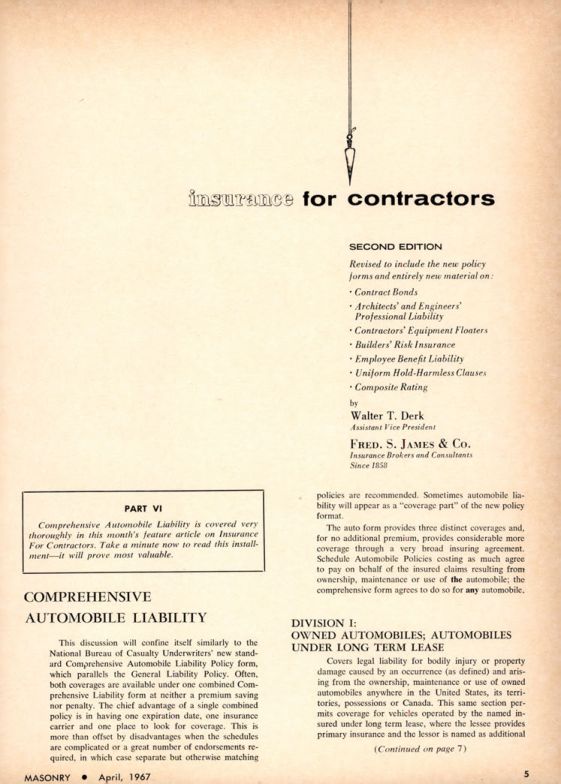 insurance for contractors
SECOND EDITION
Revised to include the new policy
forms and entirely new material on:
• Contract Bonds
• Architects' and Engineers'
Professional Liability
• Contractors' Equipment Floaters
• Builders' Risk Insurance
• Employee Benefit Liability
• Uniform Hold-Harmless Clauses
• Composite Rating
by
Walter T. Derk
Assistant Vice President
FRED. S. JAMES & CO.
Insurance Brokers and Consultants
Since 1858
PART VI
Comprehensive Automobile Liability is covered very
thoroughly in this month's feature article on Insurance
For Contractors. Take a minute now to read this install-
ment—it will prove most valuable.
COMPREHENSIVE
AUTOMOBILE LIABILITY
This discussion will confine itself similarly to the
National Bureau of Casualty Underwriters' new stand-
ard Comprehensive Automobile Liability Policy form,
which parallels the General Liability Policy. Often,
both coverages are available under one combined Com-
prehensive Liability form at neither a premium saving
nor penalty. The chief advantage of a single combined
policy is in having one expiration date, one insurance
carrier and one place to look for coverage. This is
more than offset by disadvantages when the schedules
are complicated or a great number of endorsements re-
quired, in which case separate but otherwise matching
policies are recommended. Sometimes automobile lia-
bility will appear as a "coverage part" of the new policy
format.
The auto form provides three distinct coverages and,
for no additional premium, provides considerable more
coverage through a very broad insuring agreement.
Schedule Automobile Policies costing as much agree
to pay on behalf of the insured claims resulting from
ownership, maintenance or use of the automobile; the
comprehensive form agrees to do so for any automobile.
DIVISION I:
OWNED AUTOMOBILES; AUTOMOBILES
UNDER LONG TERM LEASE
Covers legal liability for bodily injury or property
damage caused by an occurrence (as defined) and aris-
ing from the ownership, maintenance or use of owned
automobiles anywhere in the United States, its terri-
tories, possessions or Canada. This same section per-
mits coverage for vehicles operated by the named in-
sured under long term lease, where the lessee provides
primary insurance and the lessor is named as additional
(Continued on page 7)
MASONRY • April, 1967
5